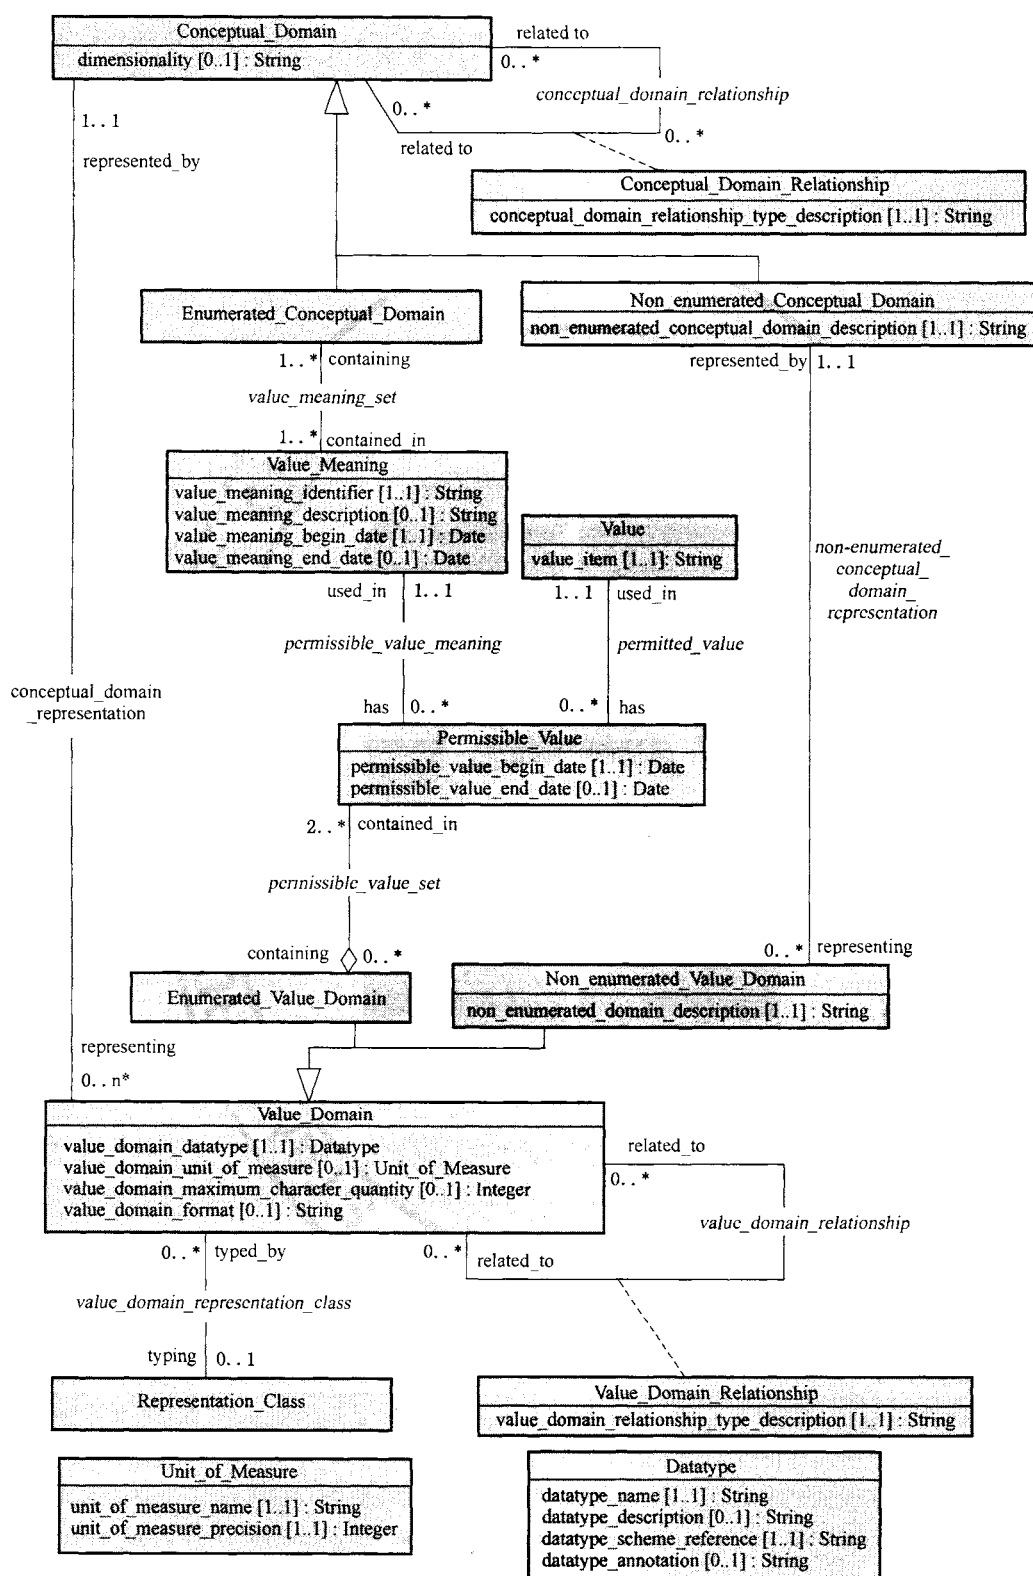 Conceptual_Domain
dimensionality [0..1] : String
related to
0..*
conceptual_domain_relationship
0..*
0..*
related to
1..1
represented_by
Conceptual_Domain_Relationship
conceptual_domain_relationship_type_description [1..1] : String
Enumerated_Conceptual_Domain
Non_enumerated_Conceptual_Domain
non_enumerated_conceptual_domain_description [1..1] : String
1..* containing
represented_by 1..1
value_meaning_set
1..* contained_in
Value_Meaning
value_meaning_identifier [1..1] : String
value_meaning_description [0..1] : String
value_meaning_begin_date [1..1] : Date
value_meaning_end_date [0..1] : Date
Value
value_item [1..1]: String
non-enumerated_
conceptual_
domain_
representation
used_in 1..1
1..1 used_in
permissible_value_meaning
permitted_value
conceptual_domain
_representation
has 0..*
0..* has
Permissible_Value
permissible_value_begin_date [1..1] : Date
permissible_value_end_date [0..1] : Date
2..* contained_in
permissible_value_set
containing 0..*
0..* representing
Enumerated_Value_Domain
Non_enumerated_Value_Domain
non_enumerated_domain_description [1..1] : String
representing
0..n*
Value_Domain
value_domain_datatype [1..1] : Datatype
value_domain_unit_of_measure [0..1] : Unit_of_Measure
value_domain_maximum_character_quantity [0..1] : Integer
value_domain_format [0..1] : String
related_to
0..*
value_domain_relationship
0..* typed_by
0..*
related_to
value_domain_representation_class
typing 0..1
Representation_Class
Value_Domain_Relationship
value_domain_relationship_type_description [1..1] : String
Unit_of_Measure
unit_of_measure_name [1..1] : String
unit_of_measure_precision [1..1] : Integer
Datatype
datatype_name [1..1] : String
datatype_description [0..1] : String
datatype_scheme_reference [1..1] : String
datatype_annotation [0..1] : String